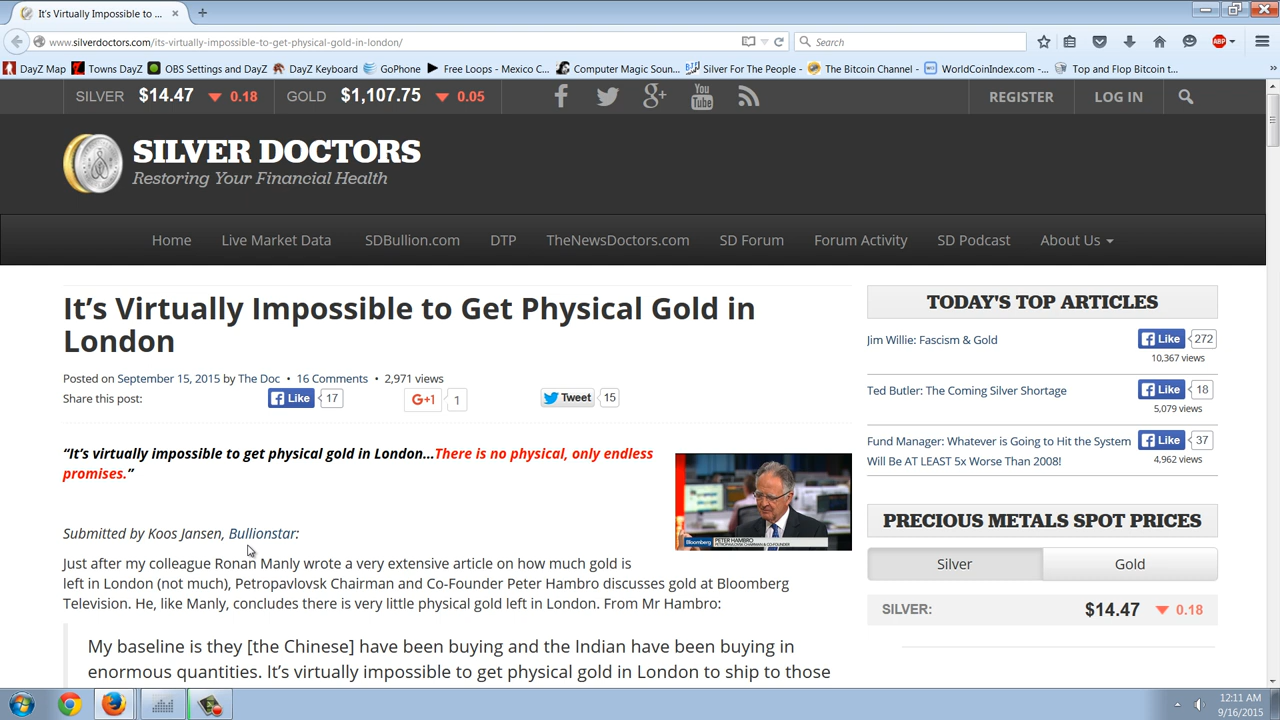 It's Virtually Impossible to ...
www.silverdoctors.com/its-virtually-impossible-to-get-physical-gold-in-london/
Search
ABP
DayZ Map
Towns DayZ
OBS Settings and DayZ
DayZ Keyboard
GoPhone
Free Loops - Mexico C...
Computer Magic Soun...
Silver For The People -
The Bitcoin Channel -
WorldCoinIndex.com -...
Top and Flop Bitcoin t...
SILVER $14.47 0.18 GOLD $1,107.75 0.05
You Tube
REGISTER LOG IN
SILVER DOCTORS
Restoring Your Financial Health
Home Live Market Data SDBullion.com DTP TheNewsDoctors.com SD Forum Forum Activity SD Podcast About Us
It's Virtually Impossible to Get Physical Gold in
London
Posted on September 15, 2015 by The Doc • 16 Comments • 2,971 views
Share this post: Like 17 G+1 1 Tweet 15
“It's virtually impossible to get physical gold in London…There is no physical, only endless
promises.”
Bloomberg
PETER HAMBRO
PETROPAVLOVSK CHAIRMAN & CO-FOUNDER
Submitted by Koos Jansen, Bullionstar:
Just after my colleague Ronan Manly wrote a very extensive article on how much gold is
left in London (not much), Petropavlovsk Chairman and Co-Founder Peter Hambro discusses gold at Bloomberg
Television. He, like Manly, concludes there is very little physical gold left in London. From Mr Hambro:
My baseline is they [the Chinese] have been buying and the Indian have been buying in
enormous quantities. It's virtually impossible to get physical gold in London to ship to those
TODAY'S TOP ARTICLES
Jim Willie: Fascism & Gold
Like 272
10,367 views
Ted Butler: The Coming Silver Shortage
Like 18
5,079 views
Fund Manager: Whatever is Going to Hit the System
Will Be AT LEAST 5x Worse Than 2008!
Like 37
4,962 views
PRECIOUS METALS SPOT PRICES
Silver Gold
SILVER: $14.47 0.18
12:11 AM
9/16/2015